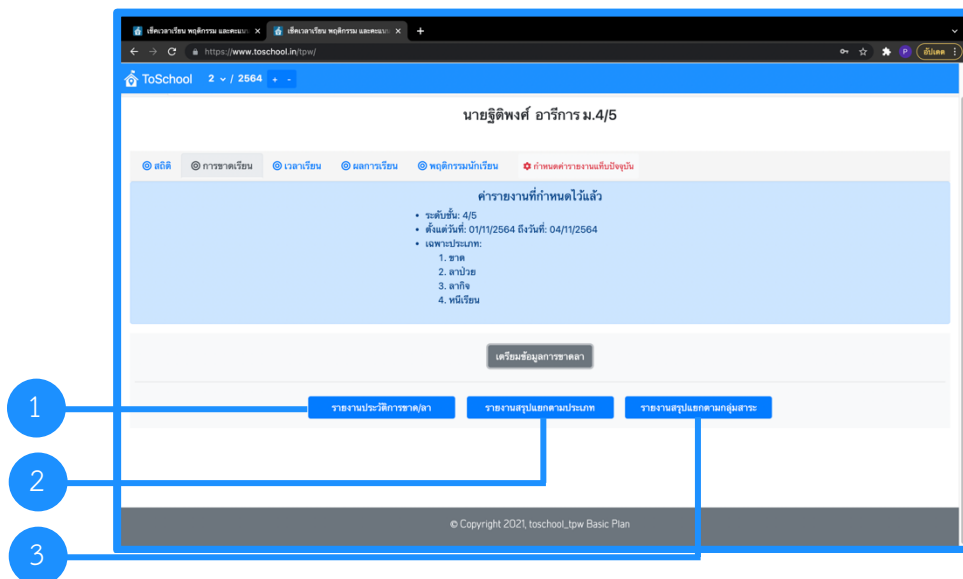 เช็คเวลาเรียน พฤติกรรม และคะแนน
เช็คเวลาเรียน พฤติกรรม และคะแนน
https://www.toschool.in/tpw/
P
อัปเดต
ToSchool 2 / 2564 + -
นายฐิติพงศ์ อารีการ ม.4/5
สถิติ การขาดเรียน เวลาเรียน ผลการเรียน พฤติกรรมนักเรียน กำหนดค่ารายงานแท็บปัจจุบัน
ค่ารายงานที่กำหนดไว้แล้ว
• ระดับชั้น: 4/5
• ตั้งแต่วันที่: 01/11/2564 ถึงวันที่: 04/11/2564
• เฉพาะประเภท:
1. ขาด
2. ลาป่วย
3. ลากิจ
4. หนีเรียน
เตรียมข้อมูลการขาดลา
1
รายงานประวัติการขาด/ลา รายงานสรุปแยกตามประเภท รายงานสรุปแยกตามกลุ่มสาระ
2
© Copyright 2021, toschool_tpw Basic Plan
3